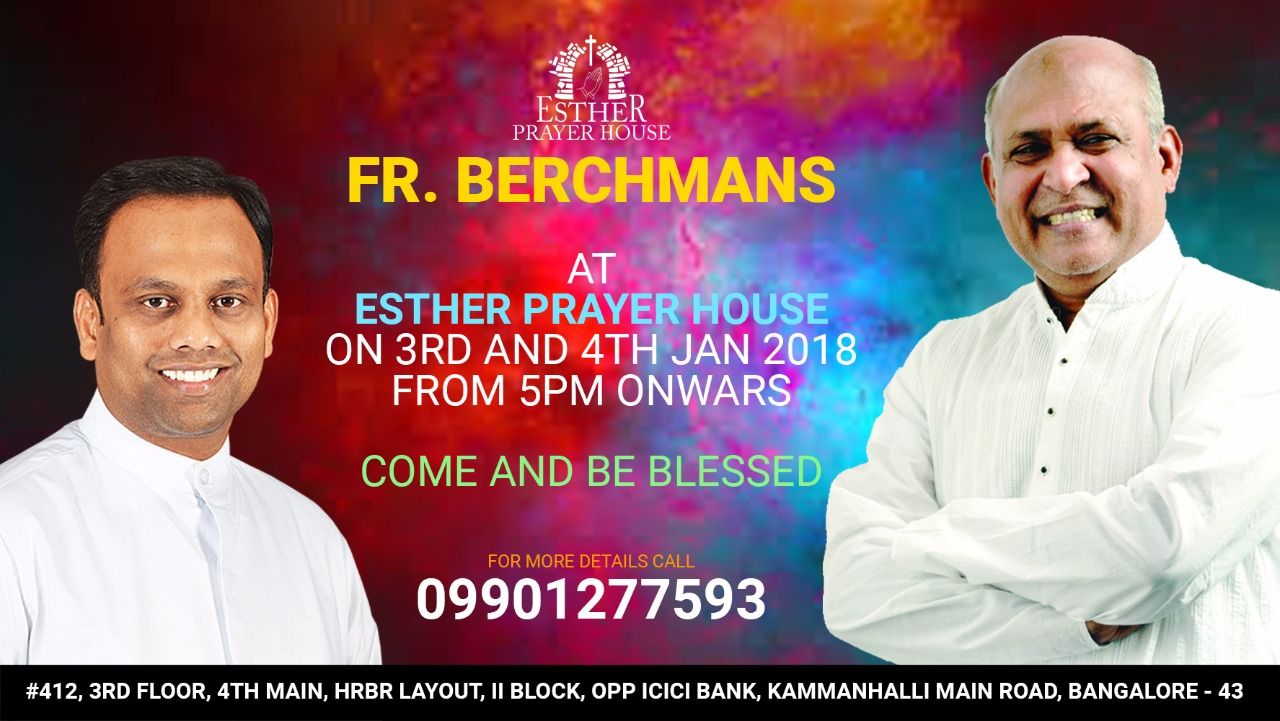 ESTHER
PRAYER HOUSE
FR. BERCHMANS
AT
ESTHER PRAYER HOUSE
ON 3RD AND 4TH JAN 2018
FROM 5PM ONWARS
COME AND BE BLESSED
FOR MORE DETAILS CALL
09901277593
#412, 3RD FLOOR, 4TH MAIN, HRBR LAYOUT, II BLOCK, OPP ICICI BANK, KAMMANHALLI MAIN ROAD, BANGALORE - 43